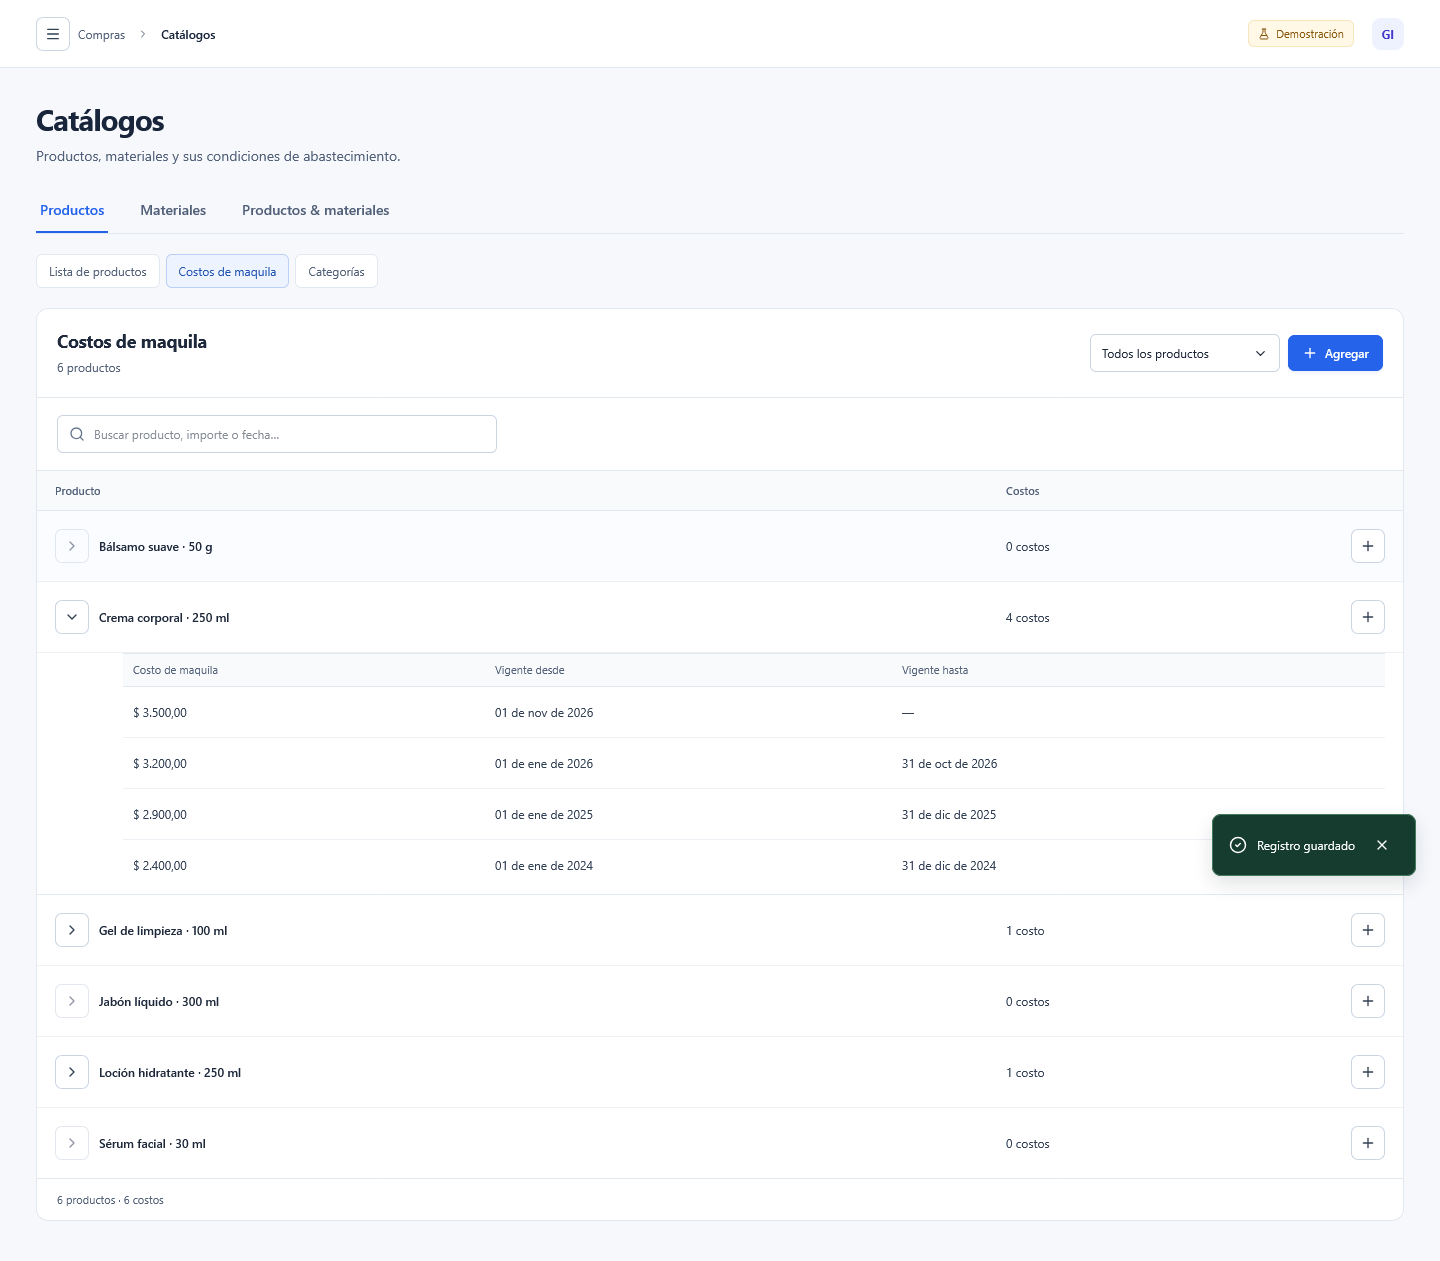 Compras
Catálogos
Demostración
GI
Catálogos
Productos, materiales y sus condiciones de abastecimiento.
Productos
Materiales
Productos & materiales
Lista de productos
Costos de maquila
Categorías
Costos de maquila
6 productos
Todos los productos
Agregar
Buscar producto, importe o fecha...
Producto
Costos
Bálsamo suave · 50 g
0 costos
Crema corporal · 250 ml
4 costos
Costo de maquila
Vigente desde
Vigente hasta
$ 3.500,00
01 de nov de 2026
—
$ 3.200,00
01 de ene de 2026
31 de oct de 2026
$ 2.900,00
01 de ene de 2025
31 de dic de 2025
Registro guardado
$ 2.400,00
01 de ene de 2024
31 de dic de 2024
Gel de limpieza · 100 ml
1 costo
Jabón líquido · 300 ml
0 costos
Loción hidratante · 250 ml
1 costo
Sérum facial · 30 ml
0 costos
6 productos · 6 costos